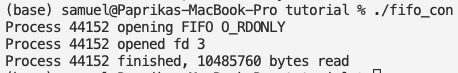 (base) samuel@Paprikas-MacBook-Pro tutorial % ./fifo_con
Process 44152 opening FIFO O_RDONLY
Process 44152 opened fd 3
Process 44152 finished, 10485760 bytes read